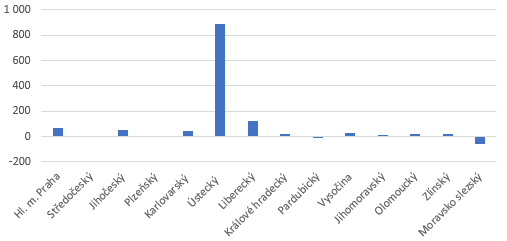 1 000
800
600
400
200
0
-200
Hl. m. Praha
Středočeský
Jihočeský
Plzeňský
Karlovarský
Ústecký
Liberecký
Králové hradecký
Pardubický
Vysočina
Jihomoravský
Olomoucký
Zlínský
Moravsko slezský